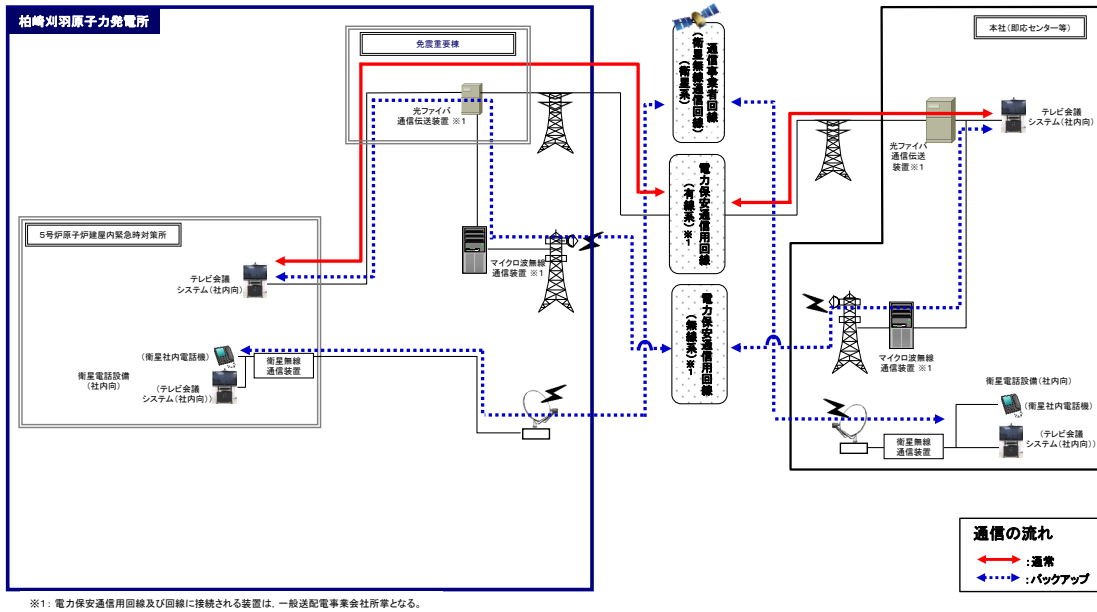 柏崎刈羽原子力発電所
免震重要棟
光ファイバ
通信伝送装置 ※1
5号炉原子炉建屋内緊急時対策所
テレビ会議
システム(社内向)
マイクロ波無線
通信装置 ※1
衛星電話設備
(社内向)
(衛星社内電話機)
(テレビ会議
システム(社内向))
衛星無線
通信装置
通信事業者回線
(衛星無線通信回線)
(衛星系)
電力保安通信用回線
(有線系)※1
電力保安通信用回線
(無線系)※1
本社(即応センター等)
テレビ会議
システム(社内向)
光ファイバ
通信伝送
装置※1
マイクロ波無線
通信装置 ※1
衛星電話設備(社内向)
(衛星社内電話機)
(テレビ会議
システム(社内向))
衛星無線
通信装置
通信の流れ
:通常
:バックアップ
※1: 電力保安通信用回線及び回線に接続される装置は、一般送配電事業会社所掌となる。